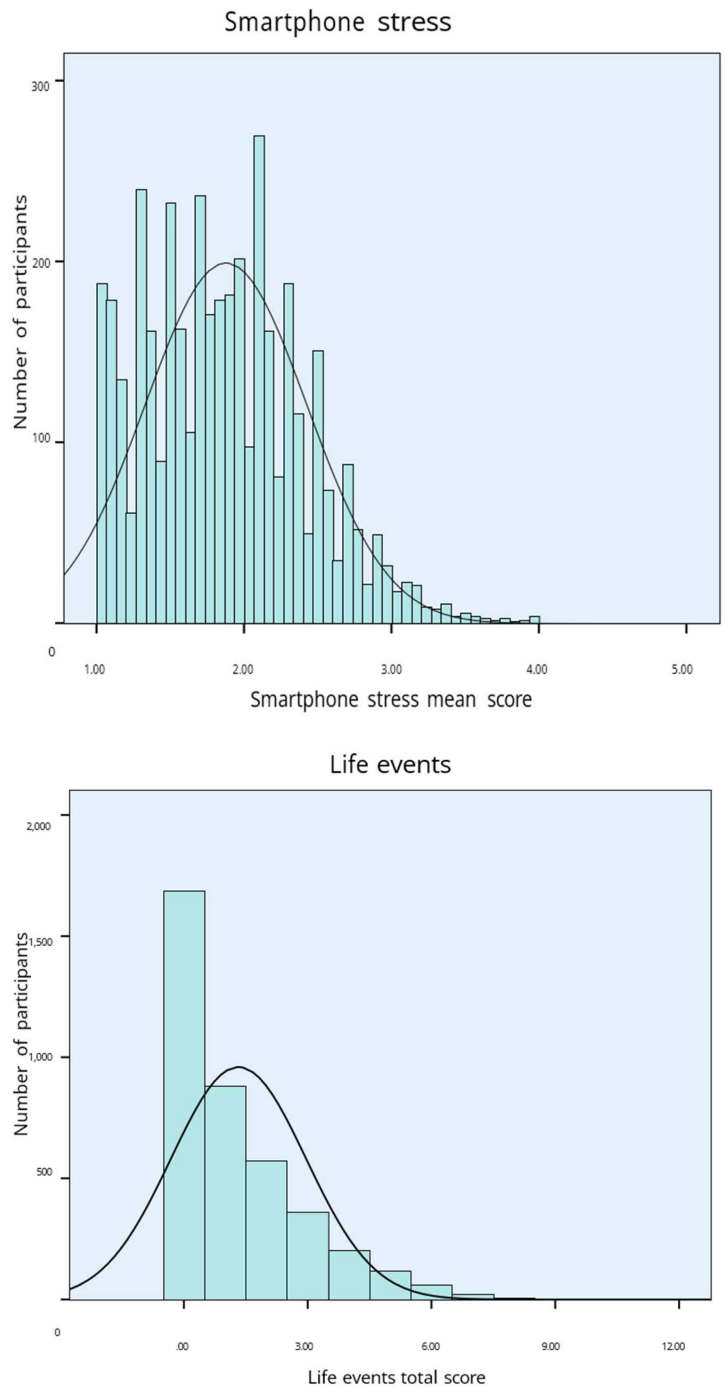 Smartphone stress
300
200
100
0
Number of participants
1.00 2.00 3.00 4.00 5.00
Smartphone stress mean score
Life events
2,000
1,500
1,000
500
0
Number of participants
.00 3.00 6.00 9.00 12.00
Life events total score